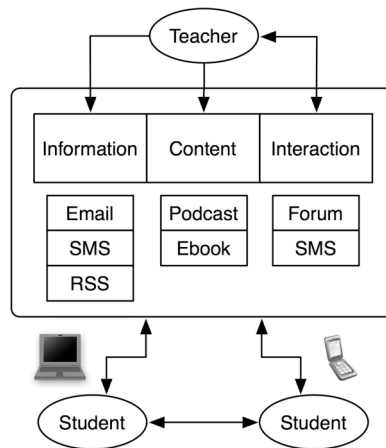 Teacher
Information Content Interaction
Email Podcast Forum
SMS Ebook SMS
RSS
Student Student